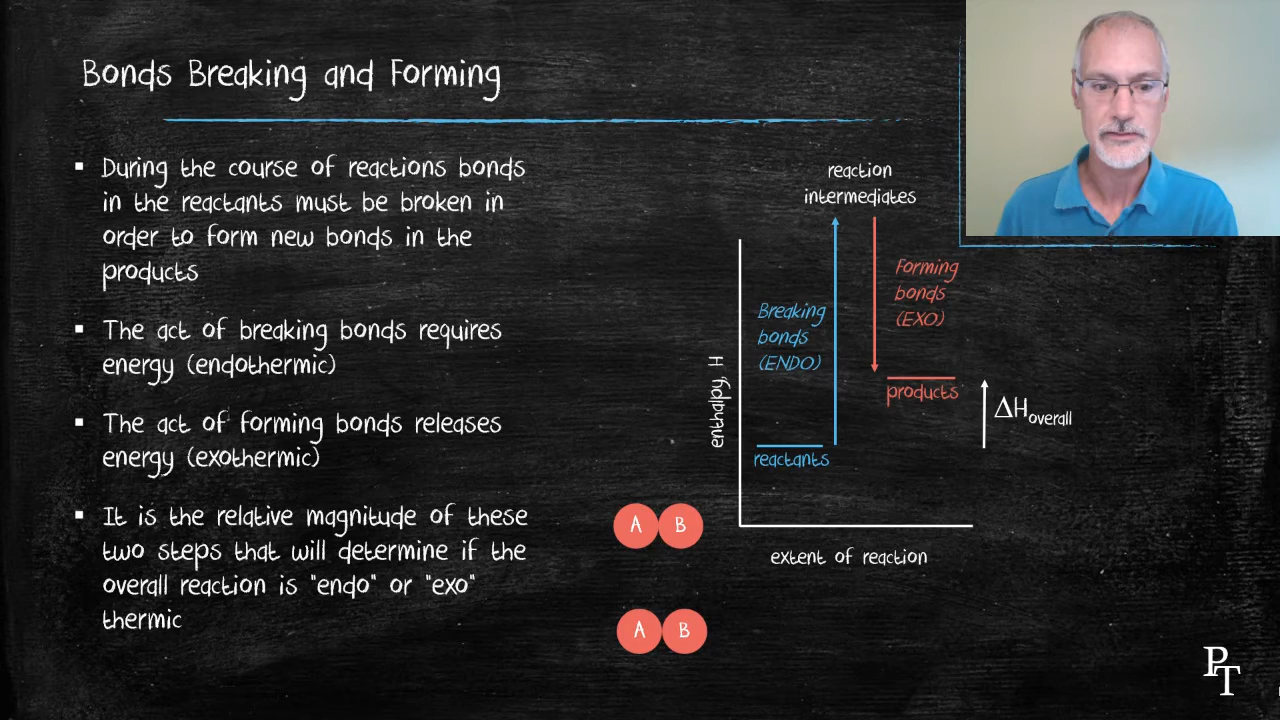 Bonds Breaking and Forming
▪ During the course of reactions bonds
in the reactants must be broken in
order to form new bonds in the
products
▪ The act of breaking bonds requires
energy (endothermic)
▪ The act of forming bonds releases
energy (exothermic)
▪ It is the relative magnitude of these
two steps that will determine if the
overall reaction is "endo" or "exo"
thermic
reaction
intermediates
Breaking
bonds
(ENDO)
Forming
bonds
(EXO)
enthalpy, H
reactants
products
ΔHoverall
extent of reaction
A B
A B
PT